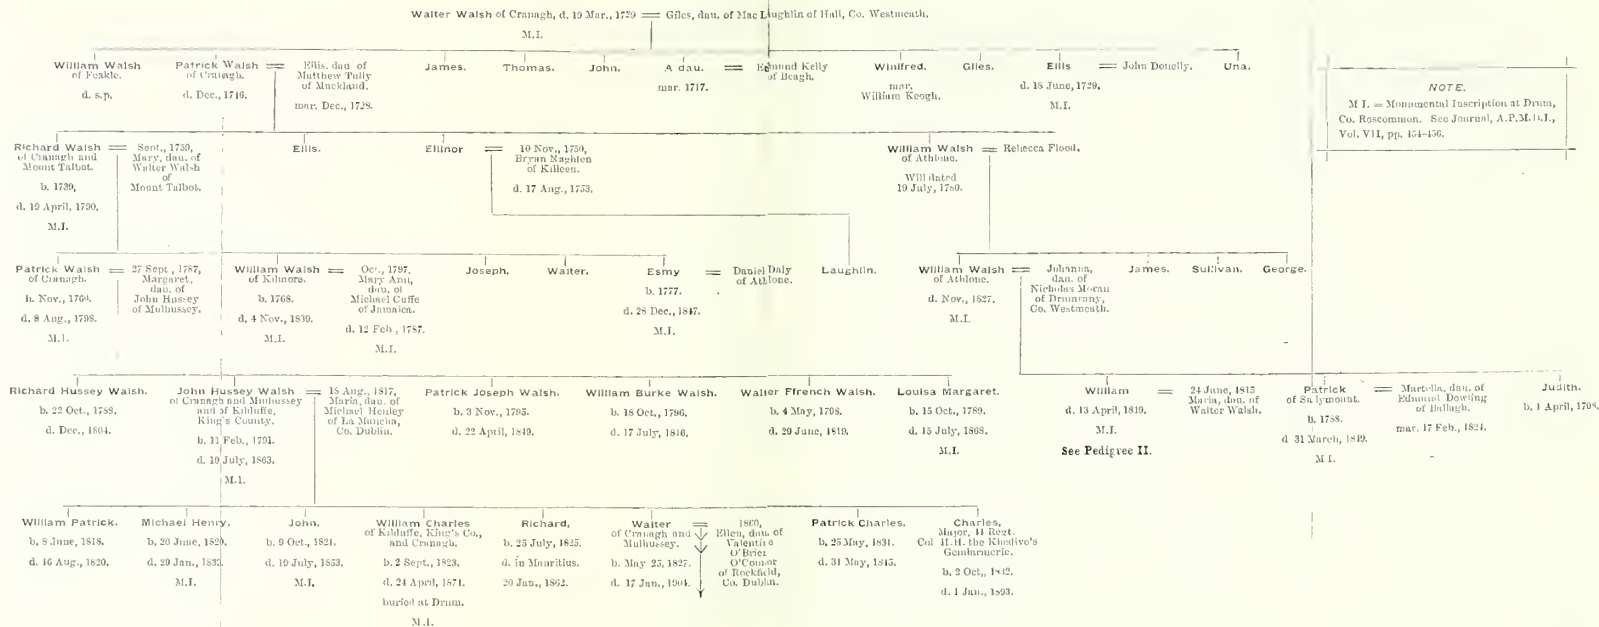 Walter Walsh of Cranagh, d. 19 Mar., 1729 = Giles, dau. of Mac Laughlin of Hall, Co. Westmeath.
M.I.
William Walsh
of Feakle.
d. s.p.
Patrick Walsh
of Cranagh.
d. Dec., 1746.
=
Ellis, dau. of
Matthew Tully
of Muckland.
mar. Dec., 1728.
James.
Thomas.
John.
A dau.
mar. 1717.
=
Edmund Kelly
of Beagh.
Winifred.
mar.
William Keogh.
Giles.
Ellis
d. 18 June, 1729.
M.I.
=
John Donelly.
Una.
NOTE.
M I. = Monumental Inscription at Drum,
Co. Roscommon. See Journal, A.P.M.D.I.,
Vol. VII, pp. 454-456.
Richard Walsh
of Cranagh and
Mount Talbot.
b. 1739,
d. 19 April, 1790.
M.I.
=
Sept., 1759,
Mary, dau. of
Walter Walsh
of
Mount Talbot.
Ellis.
Ellinor
=
10 Nov., 1750,
Bryan Naghten
of Killeen.
d. 17 Aug., 1753.
William Walsh
of Athlone.
Will dated
19 July, 1780.
=
Rebecca Flood.
Patrick Walsh
of Cranagh.
b. Nov., 1760.
d. 8 Aug., 1798.
M.I.
=
27 Sept., 1787,
Margaret,
dau. of
John Hussey
of Mulhussey.
William Walsh
of Kilmore.
b. 1768.
d. 4 Nov., 1839.
M.I.
=
Oct., 1797,
Mary Ann,
dau. of
Michael Cuffe
of Jamaica.
d. 12 Feb , 1787.
M.I.
Joseph.
Walter.
Esmy
b. 1777.
d. 28 Dec., 1847.
M.I.
=
Daniel Daly
of Athlone.
Laughlin.
William Walsh
of Athlone.
d. Nov., 1827.
M.I.
=
Johanna,
dau. of
Nicholas Moran
of Drumrany,
Co. Westmeath.
James.
Sullivan.
George.
Richard Hussey Walsh.
b. 22 Oct., 1788.
d. Dec., 1804.
John Hussey Walsh
of Cranagh and Mulhussey
and of Kilduffe,
King's County.
b. 11 Feb., 1791.
d. 19 July, 1863.
M.I.
=
18 Aug., 1817,
Maria, dau. of
Michael Henley
of La Mancha,
Co. Dublin.
Patrick Joseph Walsh.
b. 3 Nov., 1795.
d. 22 April, 1849.
William Burke Walsh.
b. 18 Oct., 1796.
d. 17 July, 1816.
Walter Ffrench Walsh.
b. 4 May, 1798.
d. 29 June, 1819.
Louisa Margaret.
b. 15 Oct., 1789.
d. 15 July, 1868.
M.I.
William
d. 13 April, 1819.
M.I.
See Pedigree II.
=
24 June, 1815
Maria, dau. of
Walter Walsh.
Patrick
of Sallymount.
b. 1788.
d 31 March, 1849.
M I.
=
Martella, dau. of
Edmund Dowling
of Ballagh.
mar. 17 Feb., 1824.
Judith.
b. 1 April, 1798.
William Patrick.
b. 8 June, 1818.
d. 16 Aug., 1820.
Michael Henry.
b. 20 June, 1820.
d. 29 Jan.,
M.I.
John.
b. 9 Oct., 1821.
d. 19 July, 1853.
M.I.
William Charles
of Kilduffe, King's Co.,
and Cranagh.
b. 2 Sept., 1823.
d. 24 April, 1871.
buried at Drum.
M.I.
Richard,
b. 25 July, 1825.
d. in Mauritius.
20 Jan., 1862.
Walter
of Cranagh and
Mulhussey.
b. May 25, 1827.
d. 17 Jan., 1904.
=
1860,
Ellen, dau. of
Valentine
O'Brien
O'Connor
of Rockfield,
Co. Dublin.
Patrick Charles.
b. 25 May, 1831.
d. 31 May, 1845.
Charles,
Major, 11 Regt.
Col H.H. the Khedive's
Gendarmerie.
b. 2 Oct., 1842.
d. 1 Jan., 1893.